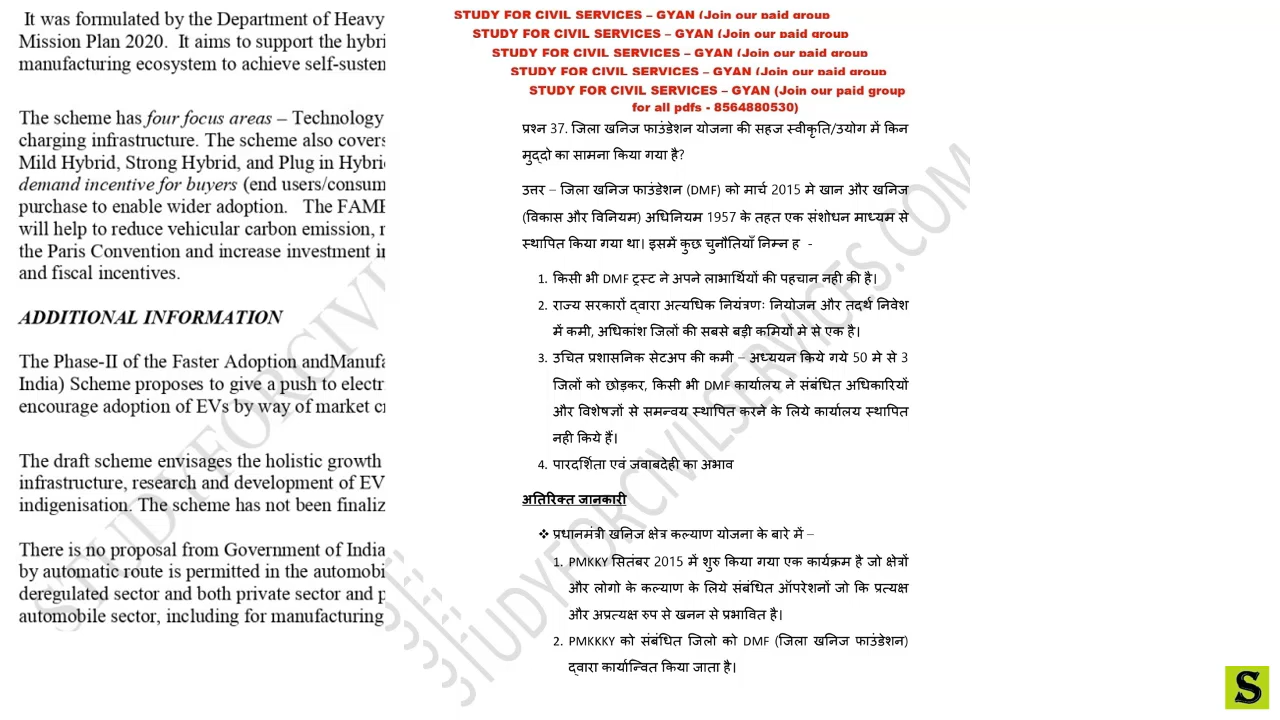 It was formulated by the Department of Heavy
Mission Plan 2020. It aims to support the hybri
manufacturing ecosystem to achieve self-susten
The scheme has four focus areas – Technology
charging infrastructure. The scheme also covers
Mild Hybrid, Strong Hybrid, and Plug in Hybri
demand incentive for buyers (end users/consum
purchase to enable wider adoption. The FAME
will help to reduce vehicular carbon emission, r
the Paris Convention and increase investment in
and fiscal incentives.
ADDITIONAL INFORMATION
The Phase-II of the Faster Adoption andManufa
India) Scheme proposes to give a push to electr
encourage adoption of EVs by way of market cr
The draft scheme envisages the holistic growth
infrastructure, research and development of EV
indigenisation. The scheme has not been finaliz
There is no proposal from Government of India
by automatic route is permitted in the automobi
deregulated sector and both private sector and p
automobile sector, including for manufacturing
STUDYFORCIVIL
STUDY FOR CIVIL SERVICES – GYAN (Join our paid group
STUDY FOR CIVIL SERVICES – GYAN (Join our paid group
STUDY FOR CIVIL SERVICES – GYAN (Join our paid group
STUDY FOR CIVIL SERVICES – GYAN (Join our paid group
STUDY FOR CIVIL SERVICES – GYAN (Join our paid group
for all pdfs - 8564880530)
प्रश्न 37. जिला खनिज फाउंडेशन योजना की सहज स्वीकृति/उयोग में किन
मुद्दो का सामना किया गया है?
उत्तर – जिला खनिज फाउंडेशन (DMF) को मार्च 2015 मे खान और खनिज
(विकास और विनियम) अधिनियम 1957 के तहत एक संशोधन माध्यम से
स्थापित किया गया था। इसमें कुछ चुनौतियाँ निम्न ह -
1. किसी भी DMF ट्रस्ट ने अपने लाभार्थियों की पहचान नही की है।
2. राज्य सरकारों द्वारा अत्यधिक नियंत्रणः नियोजन और तदर्थ निवेश
में कमी, अधिकांश जिलों की सबसे बड़ी कमियों मे से एक है।
3. उचित प्रशासनिक सेटअप की कमी – अध्ययन किये गये 50 मे से 3
जिलों को छोड़कर, किसी भी DMF कार्यालय ने संबंधित अधिकारियों
और विशेषज्ञों से समन्वय स्थापित करने के लिये कार्यालय स्थापित
नही किये हैं।
4. पारदर्शिता एवं जवाबदेही का अभाव
अतिरिक्त जानकारी
❖ प्रधानमंत्री खनिज क्षेत्र कल्याण योजना के बारे में –
1. PMKKY सितंबर 2015 में शुरु किया गया एक कार्यक्रम है जो क्षेत्रों
और लोगो के कल्याण के लिये संबंधित ऑपरेशनों जो कि प्रत्यक्ष
और अप्रत्यक्ष रुप से खनन से प्रभावित है।
2. PMKKKY को संबंधित जिलो को DMF (जिला खनिज फाउंडेशन)
द्वारा कार्यान्वित किया जाता है।
STUDYFORCIVILSERVICES.COM
S